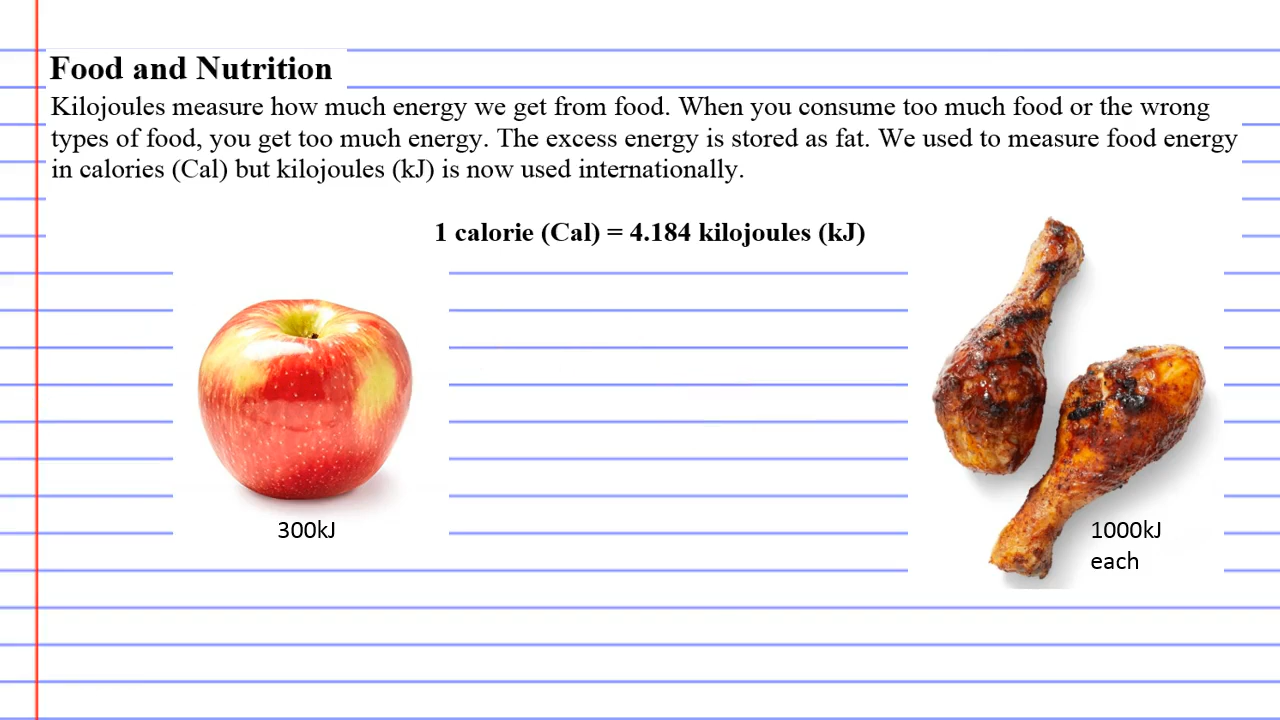 Food and Nutrition
Kilojoules measure how much energy we get from food. When you consume too much food or the wrong
types of food, you get too much energy. The excess energy is stored as fat. We used to measure food energy
in calories (Cal) but kilojoules (kJ) is now used internationally.
1 calorie (Cal) = 4.184 kilojoules (kJ)
300kJ
1000kJ
each